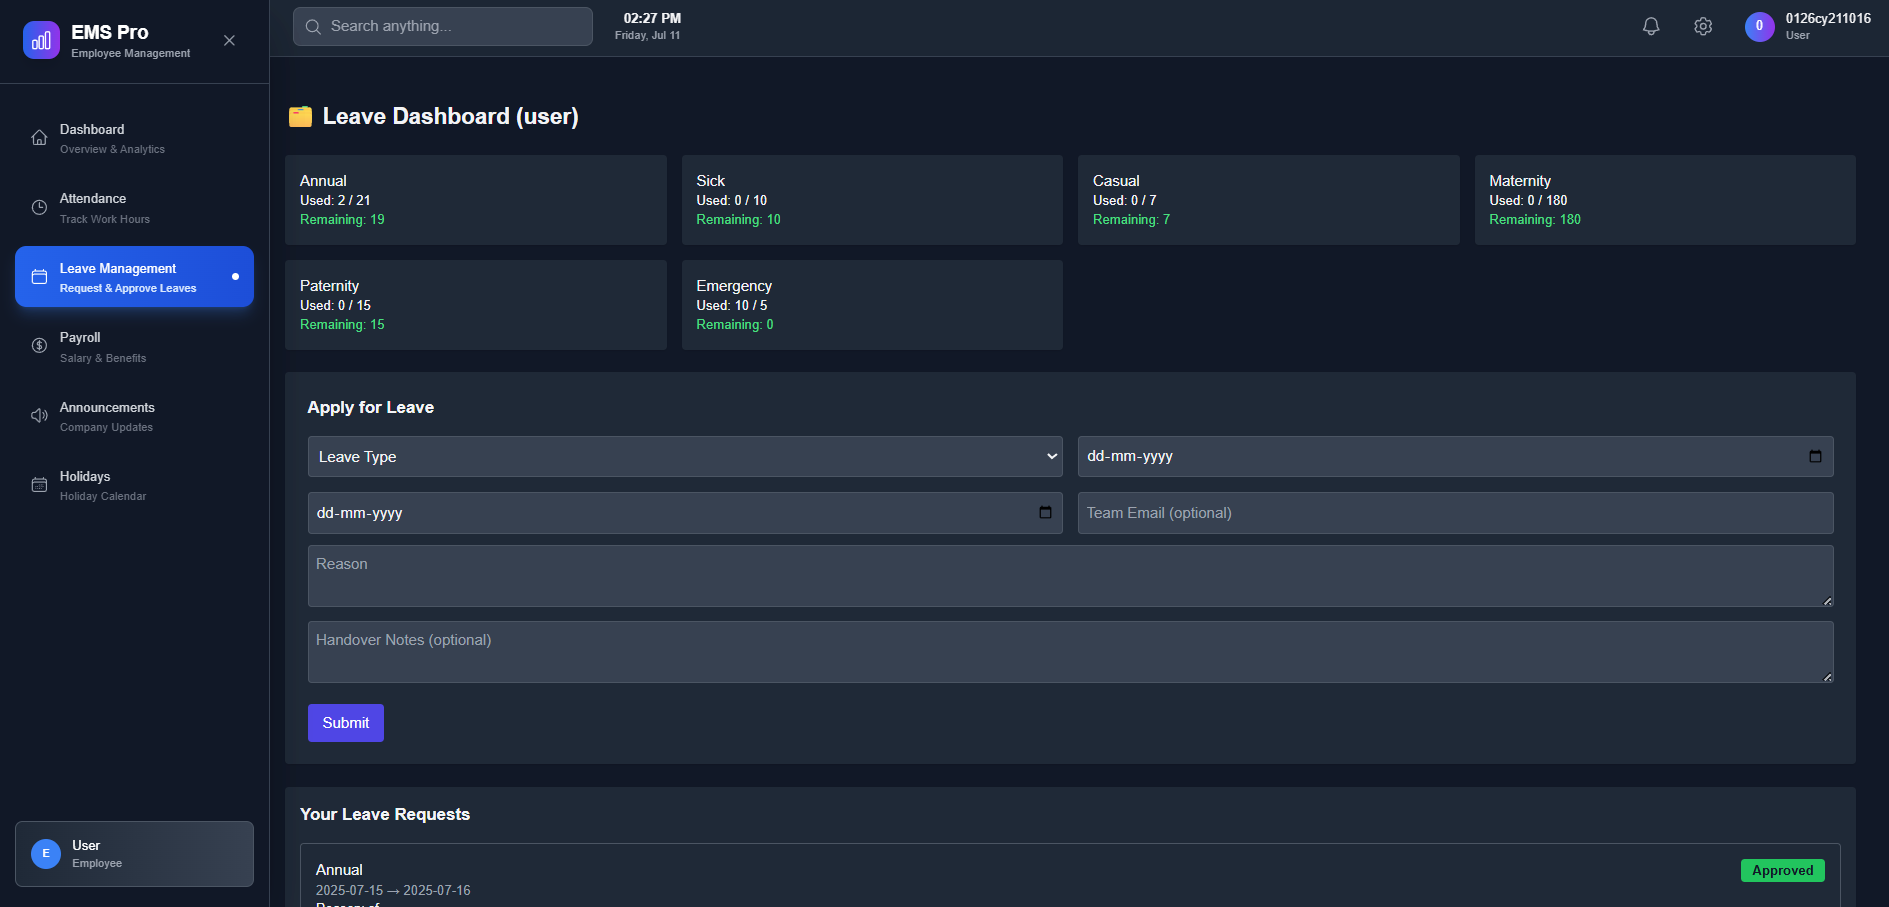 EMS Pro
Employee Management
Search anything...
02:27 PM
Friday, Jul 11
0
0126cy211016
User
Dashboard
Overview & Analytics
Attendance
Track Work Hours
Leave Management
Request & Approve Leaves
Payroll
Salary & Benefits
Announcements
Company Updates
Holidays
Holiday Calendar
E
User
Employee
Leave Dashboard (user)
Annual
Used: 2 / 21
Remaining: 19
Sick
Used: 0 / 10
Remaining: 10
Casual
Used: 0 / 7
Remaining: 7
Maternity
Used: 0 / 180
Remaining: 180
Paternity
Used: 0 / 15
Remaining: 15
Emergency
Used: 10 / 5
Remaining: 0
Apply for Leave
Leave Type
dd-mm-yyyy
dd-mm-yyyy
Team Email (optional)
Reason
Handover Notes (optional)
Submit
Your Leave Requests
Annual
Approved
2025-07-15 → 2025-07-16